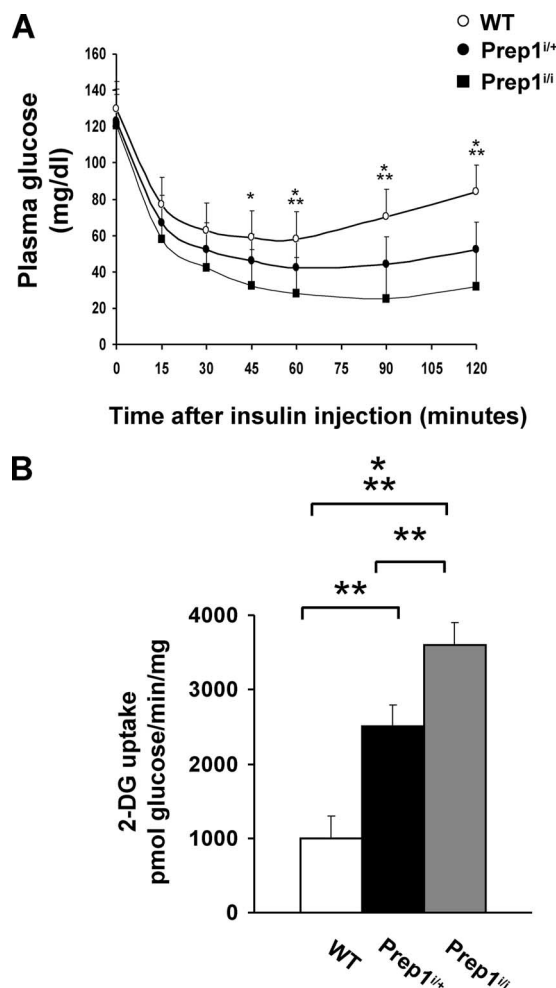 A
WT
Prep1i/+
Prep1i/i
Plasma glucose
(mg/dl)
160
140
120
100
80
60
40
20
0
*
*
**
*
**
*
**
0 15 30 45 60 75 90 105 120
Time after insulin injection (minutes)
B
*
**
**
**
2-DG uptake
pmol glucose/min/mg
4000
3000
2000
1000
0
WT
Prep1i/+
Prep1i/i